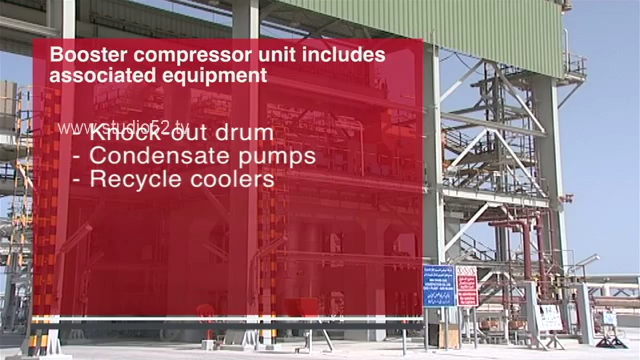 Booster compressor unit includes
associated equipment
www.studio52.tv
- Knock-out drum
- Condensate pumps
- Recycle coolers